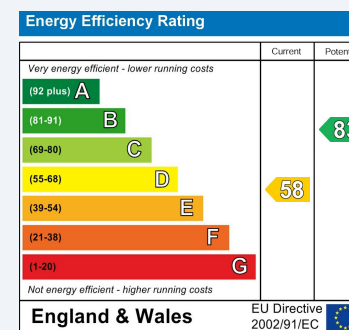 Energy Efficiency Rating
Current
Very energy efficient - lower running costs
(92 plus) A
(81-91) B
(69-80) C
(55-68) D
58
(39-54) E
(21-38) F
(1-20) G
Not energy efficient - higher running costs
England & Wales
EU Directive
2002/91/EC